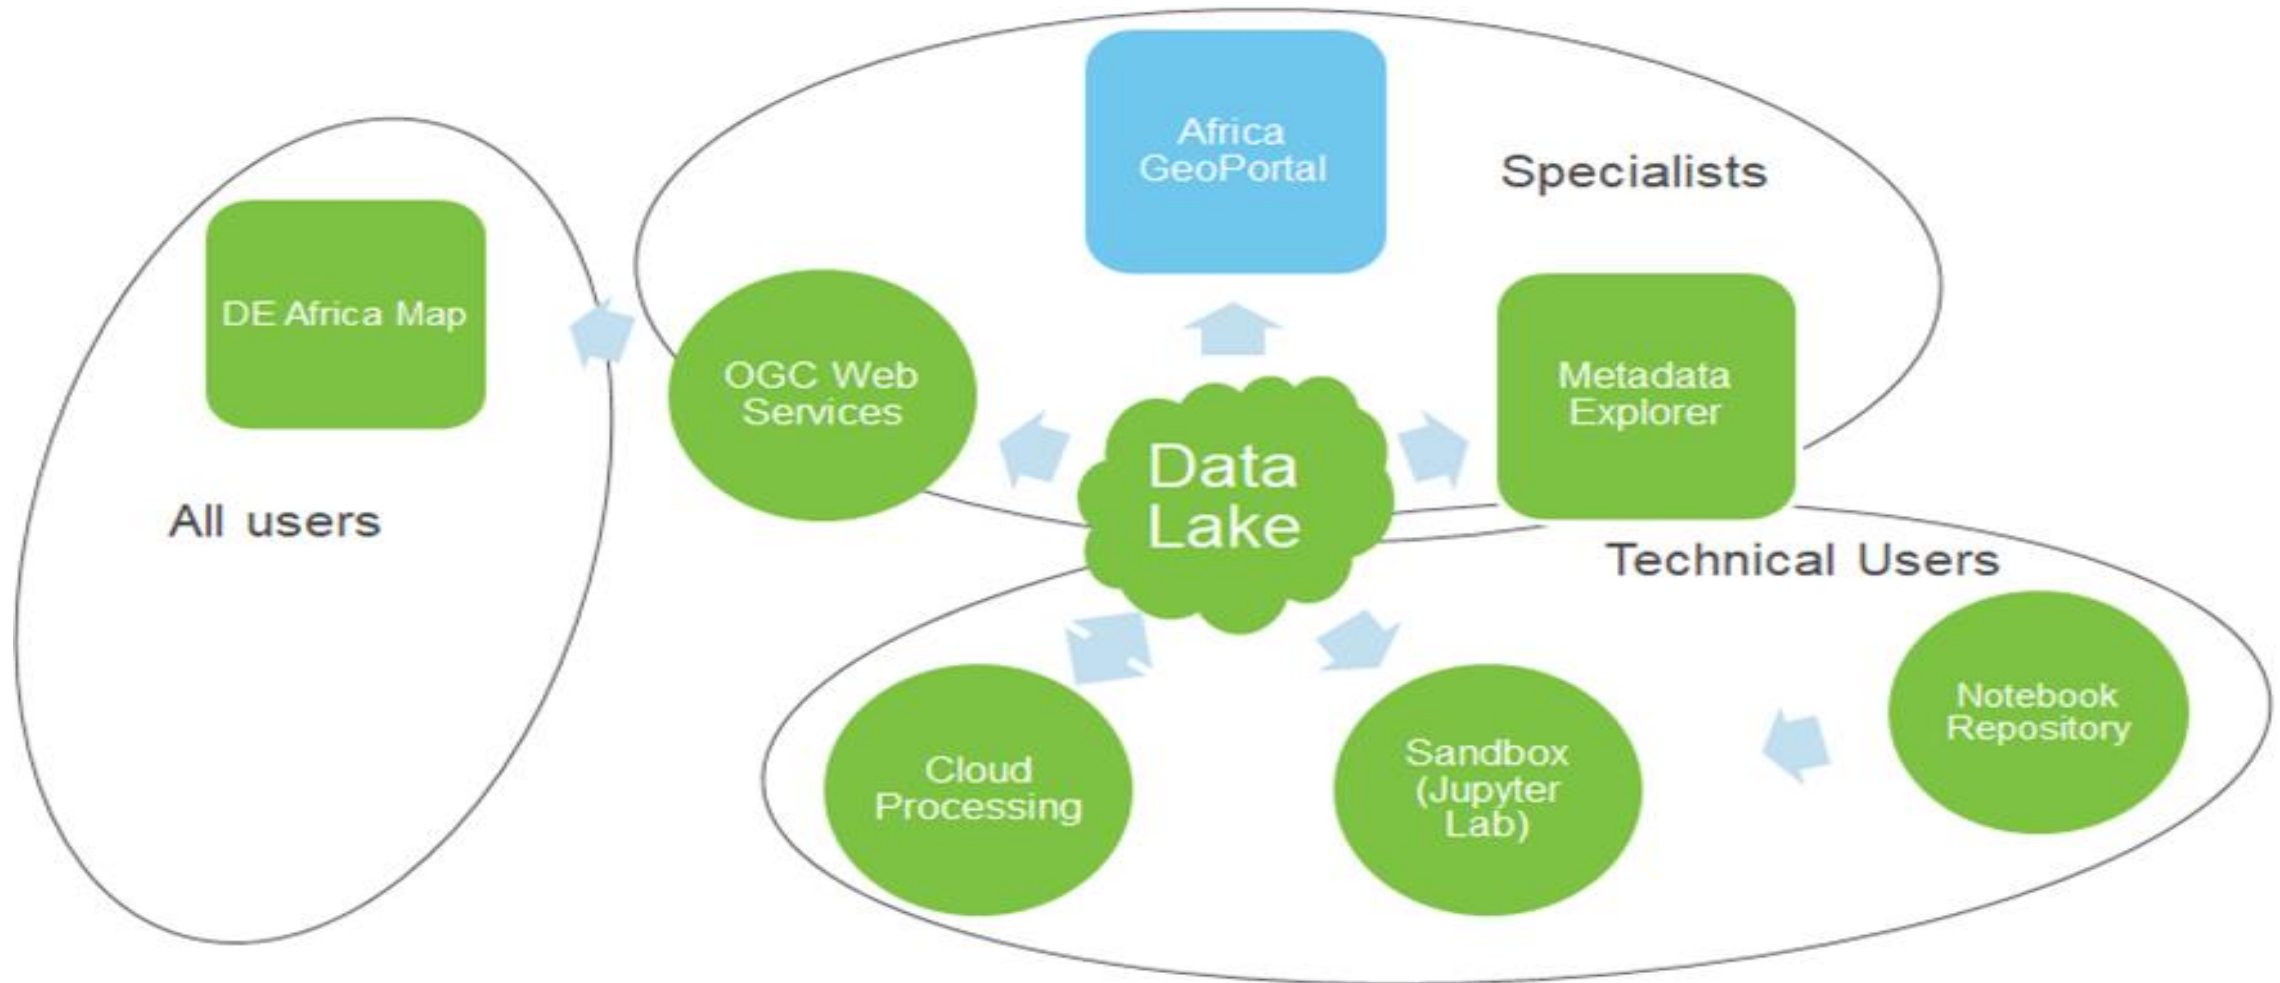 Africa
GeoPortal
Specialists
DE Africa Map
OGC Web
Services
Metadata
Explorer
Data
Lake
All users
Technical Users
Notebook
Repository
Cloud
Processing
Sandbox
(Jupyter
Lab)